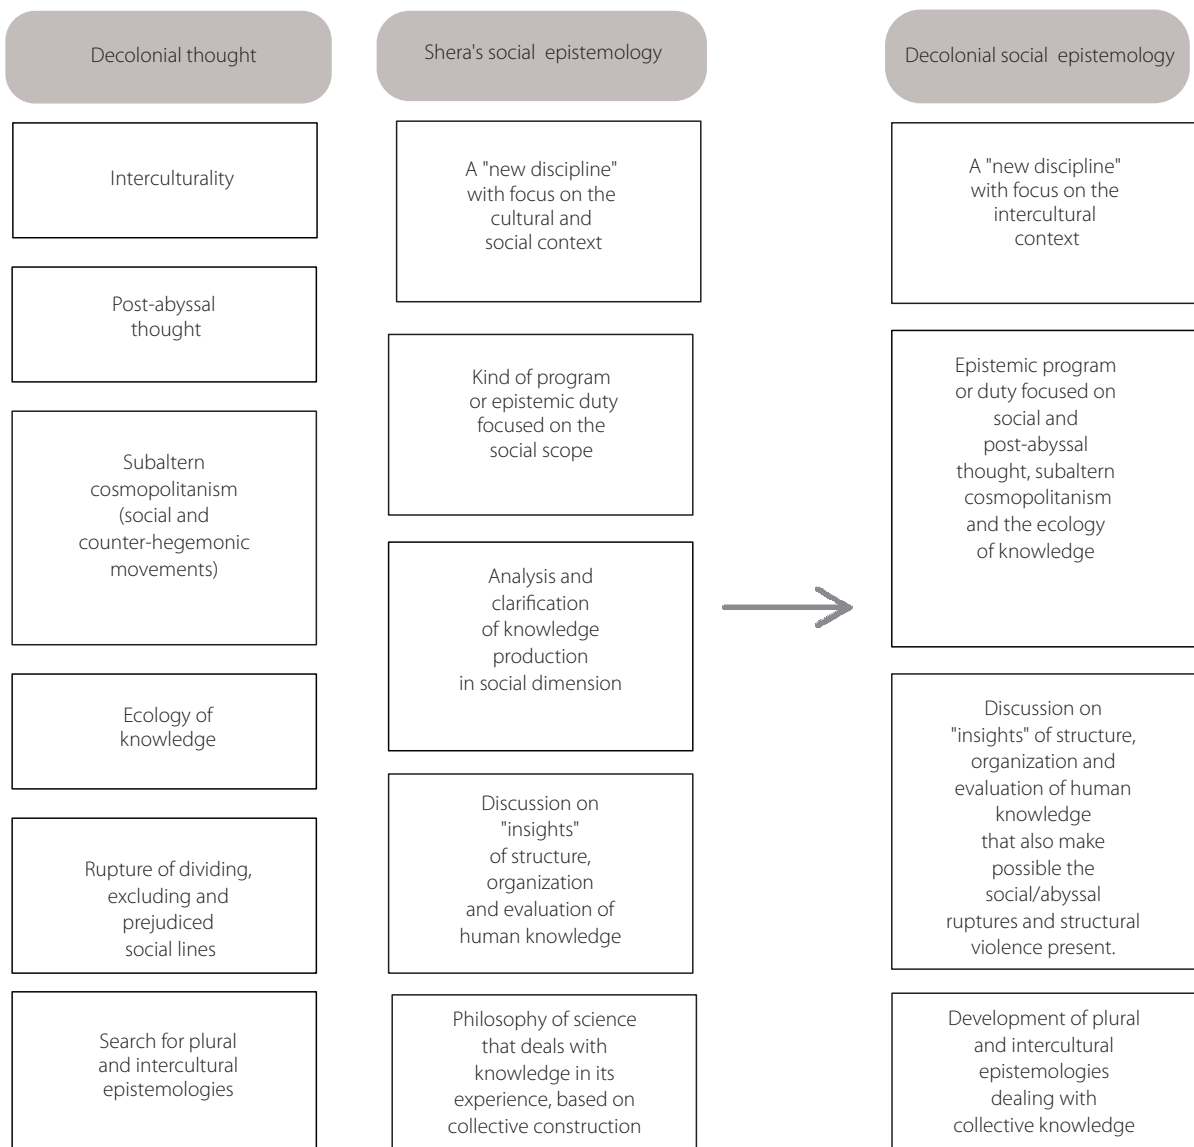 Decolonial thought
Interculturality
Post-abyssal
thought
Subaltern
cosmopolitanism
(social and
counter-hegemonic
movements)
Ecology of
knowledge
Rupture of dividing,
excluding and
prejudiced
social lines
Search for plural
and intercultural
epistemologies
Shera's social epistemology
A "new discipline"
with focus on the
cultural and
social context
Kind of program
or epistemic duty
focused on the
social scope
Analysis and
clarification
of knowledge
production
in social dimension
Discussion on
"insights"
of structure,
organization
and evaluation of
human knowledge
Philosophy of science
that deals with
knowledge in its
experience, based on
collective construction
Decolonial social epistemology
A "new discipline"
with focus on the
intercultural
context
Epistemic program
or duty focused on
social and
post-abyssal
thought, subaltern
cosmopolitanism
and the ecology
of knowledge
Discussion on
"insights" of structure,
organization and
evaluation of human
knowledge
that also make
possible the
social/abyssal
ruptures and structural
violence present.
Development of plural
and intercultural
epistemologies
dealing with
collective knowledge